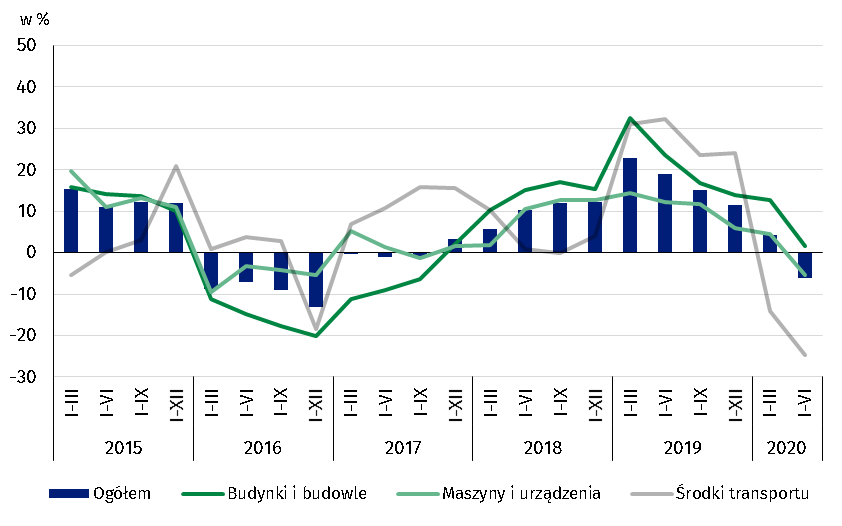 w %
50
40
30
20
10
0
-10
-20
-30
I-III I-VI I-IX I-XII I-III I-VI I-IX I-XII I-III I-VI I-IX I-XII I-III I-VI I-IX I-XII I-III I-VI I-IX I-XII I-III I-VI
2015 2016 2017 2018 2019 2020
Ogółem Budynki i budowle Maszyny i urządzenia Środki transportu